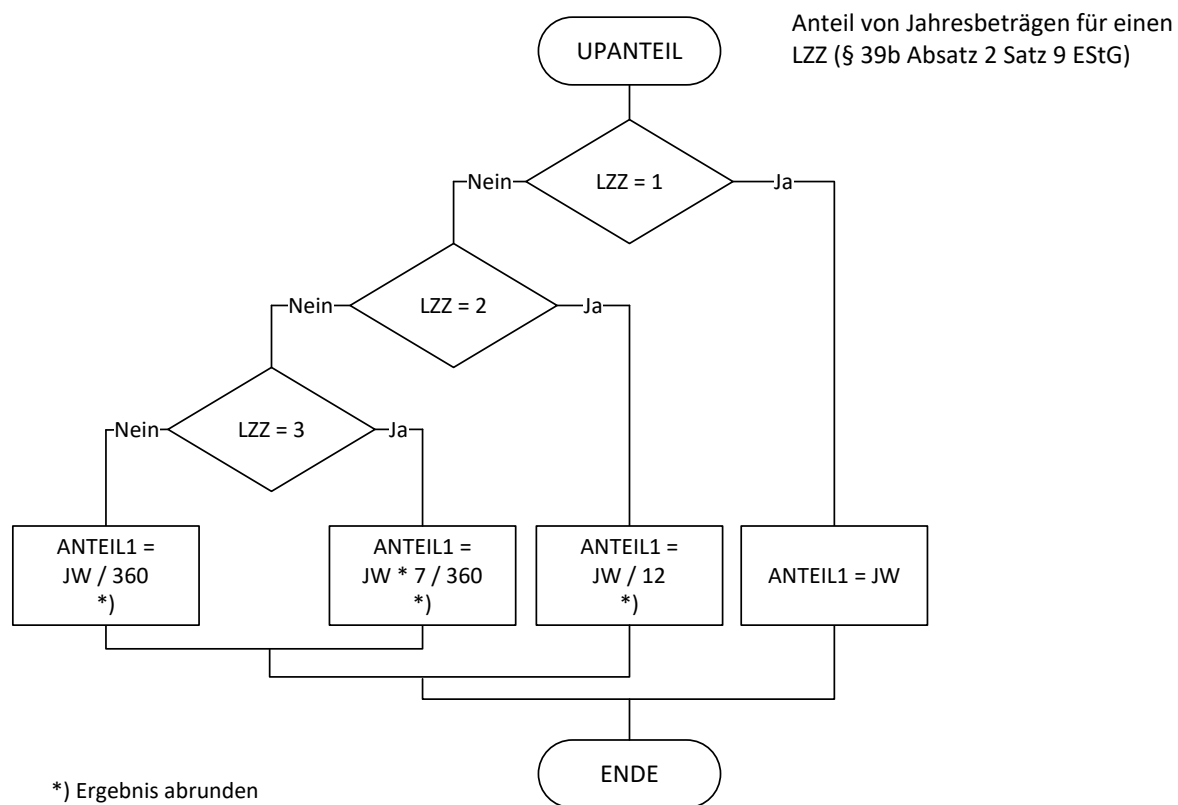 Anteil von Jahresbeträgen für einen
LZZ (§ 39b Absatz 2 Satz 9 EStG)
UPANTEIL
Nein
LZZ = 1
Ja
Nein
LZZ = 2
Ja
Nein
LZZ = 3
Ja
ANTEIL1 =
JW / 360
*)
ANTEIL1 =
JW * 7 / 360
*)
ANTEIL1 =
JW / 12
*)
ANTEIL1 = JW
ENDE
*) Ergebnis abrunden